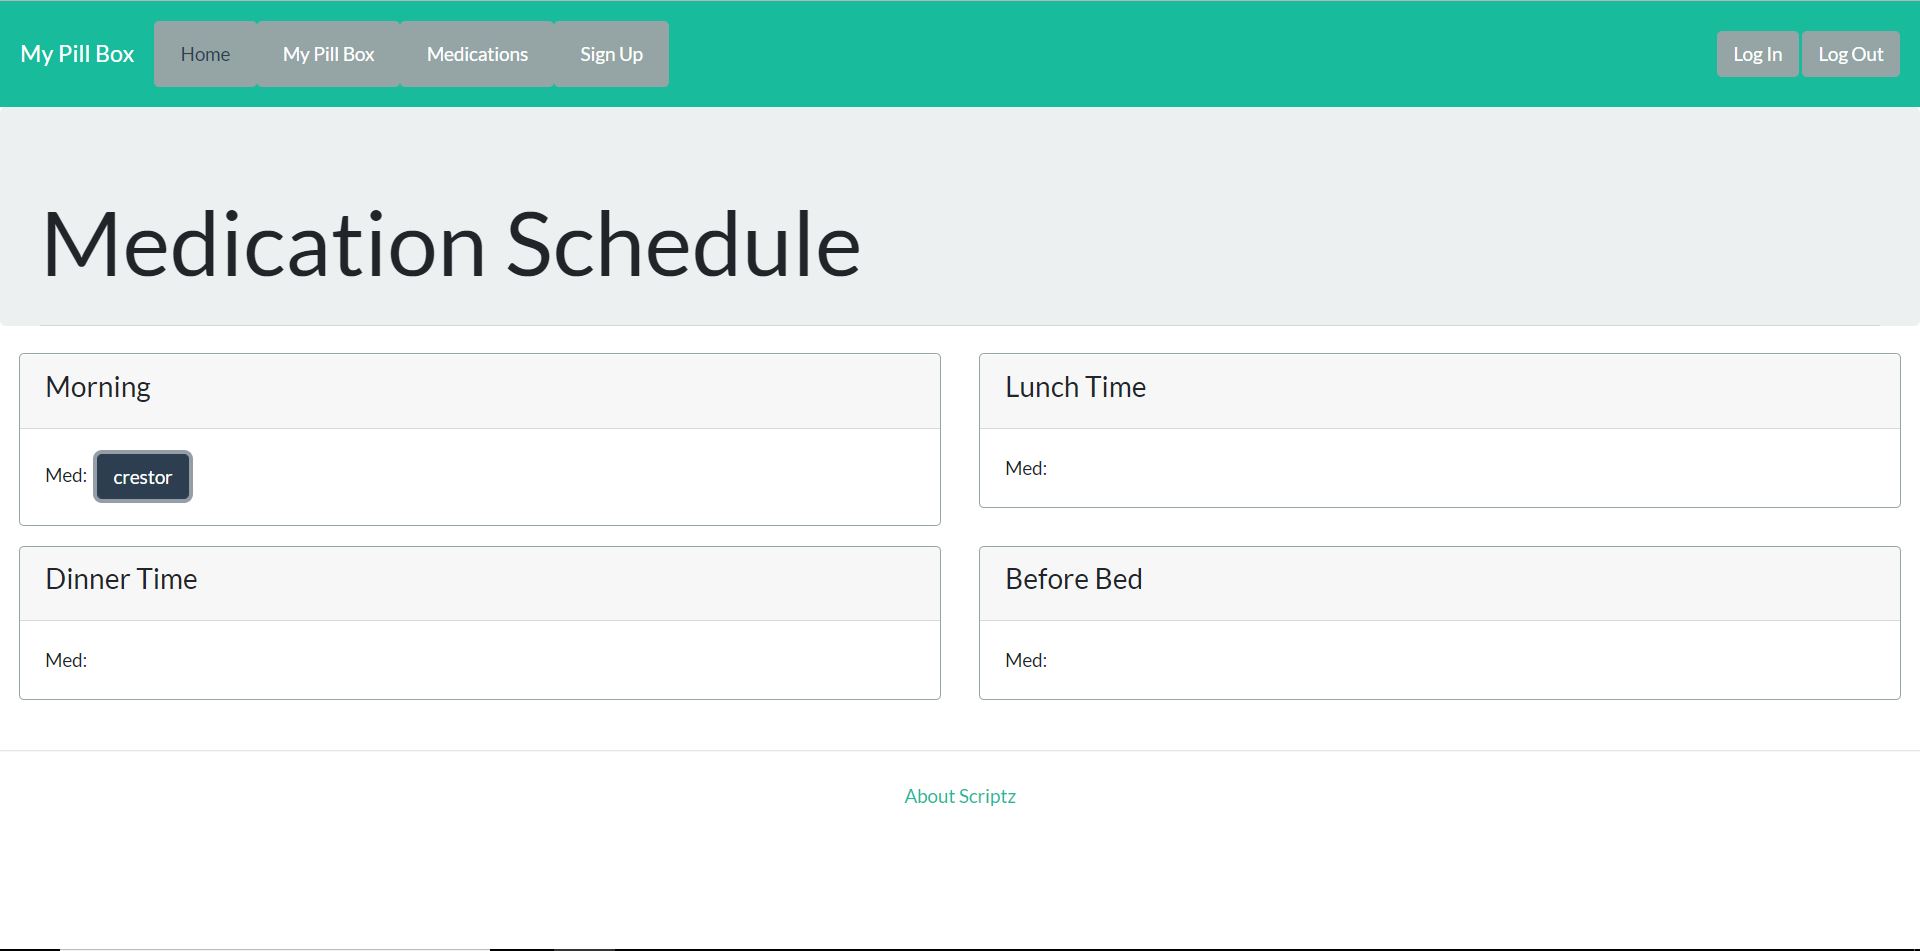 My Pill Box Home My Pill Box Medications Sign Up Log In Log Out
Medication Schedule
Morning
Med: crestor
Lunch Time
Med:
Dinner Time
Med:
Before Bed
Med:
About Scriptz